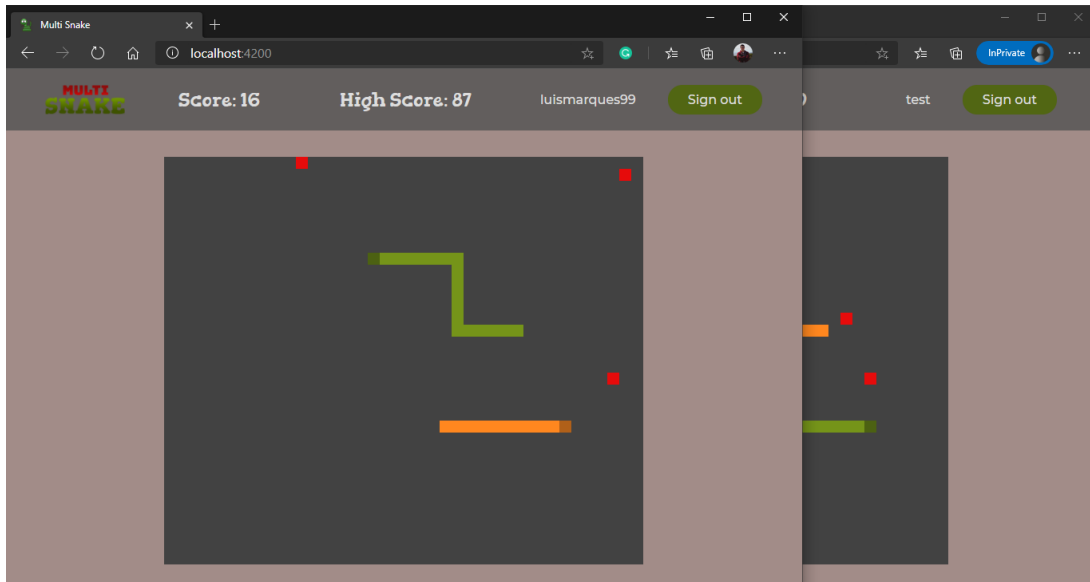 Multi Snake
localhost:4200
InPrivate
MULTI
SNAKE
Score: 16
High Score: 87
luismarques99
Sign out
test
Sign out